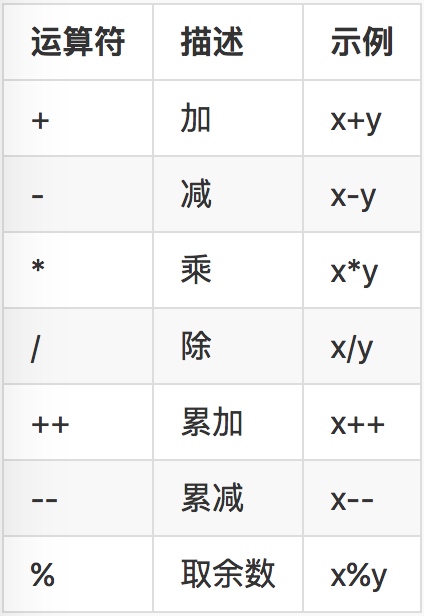 运算符 描述 示例
+ 加 x+y
- 减 x-y
* 乘 x*y
/ 除 x/y
++ 累加 x++
-- 累减 x--
% 取余数 x%y